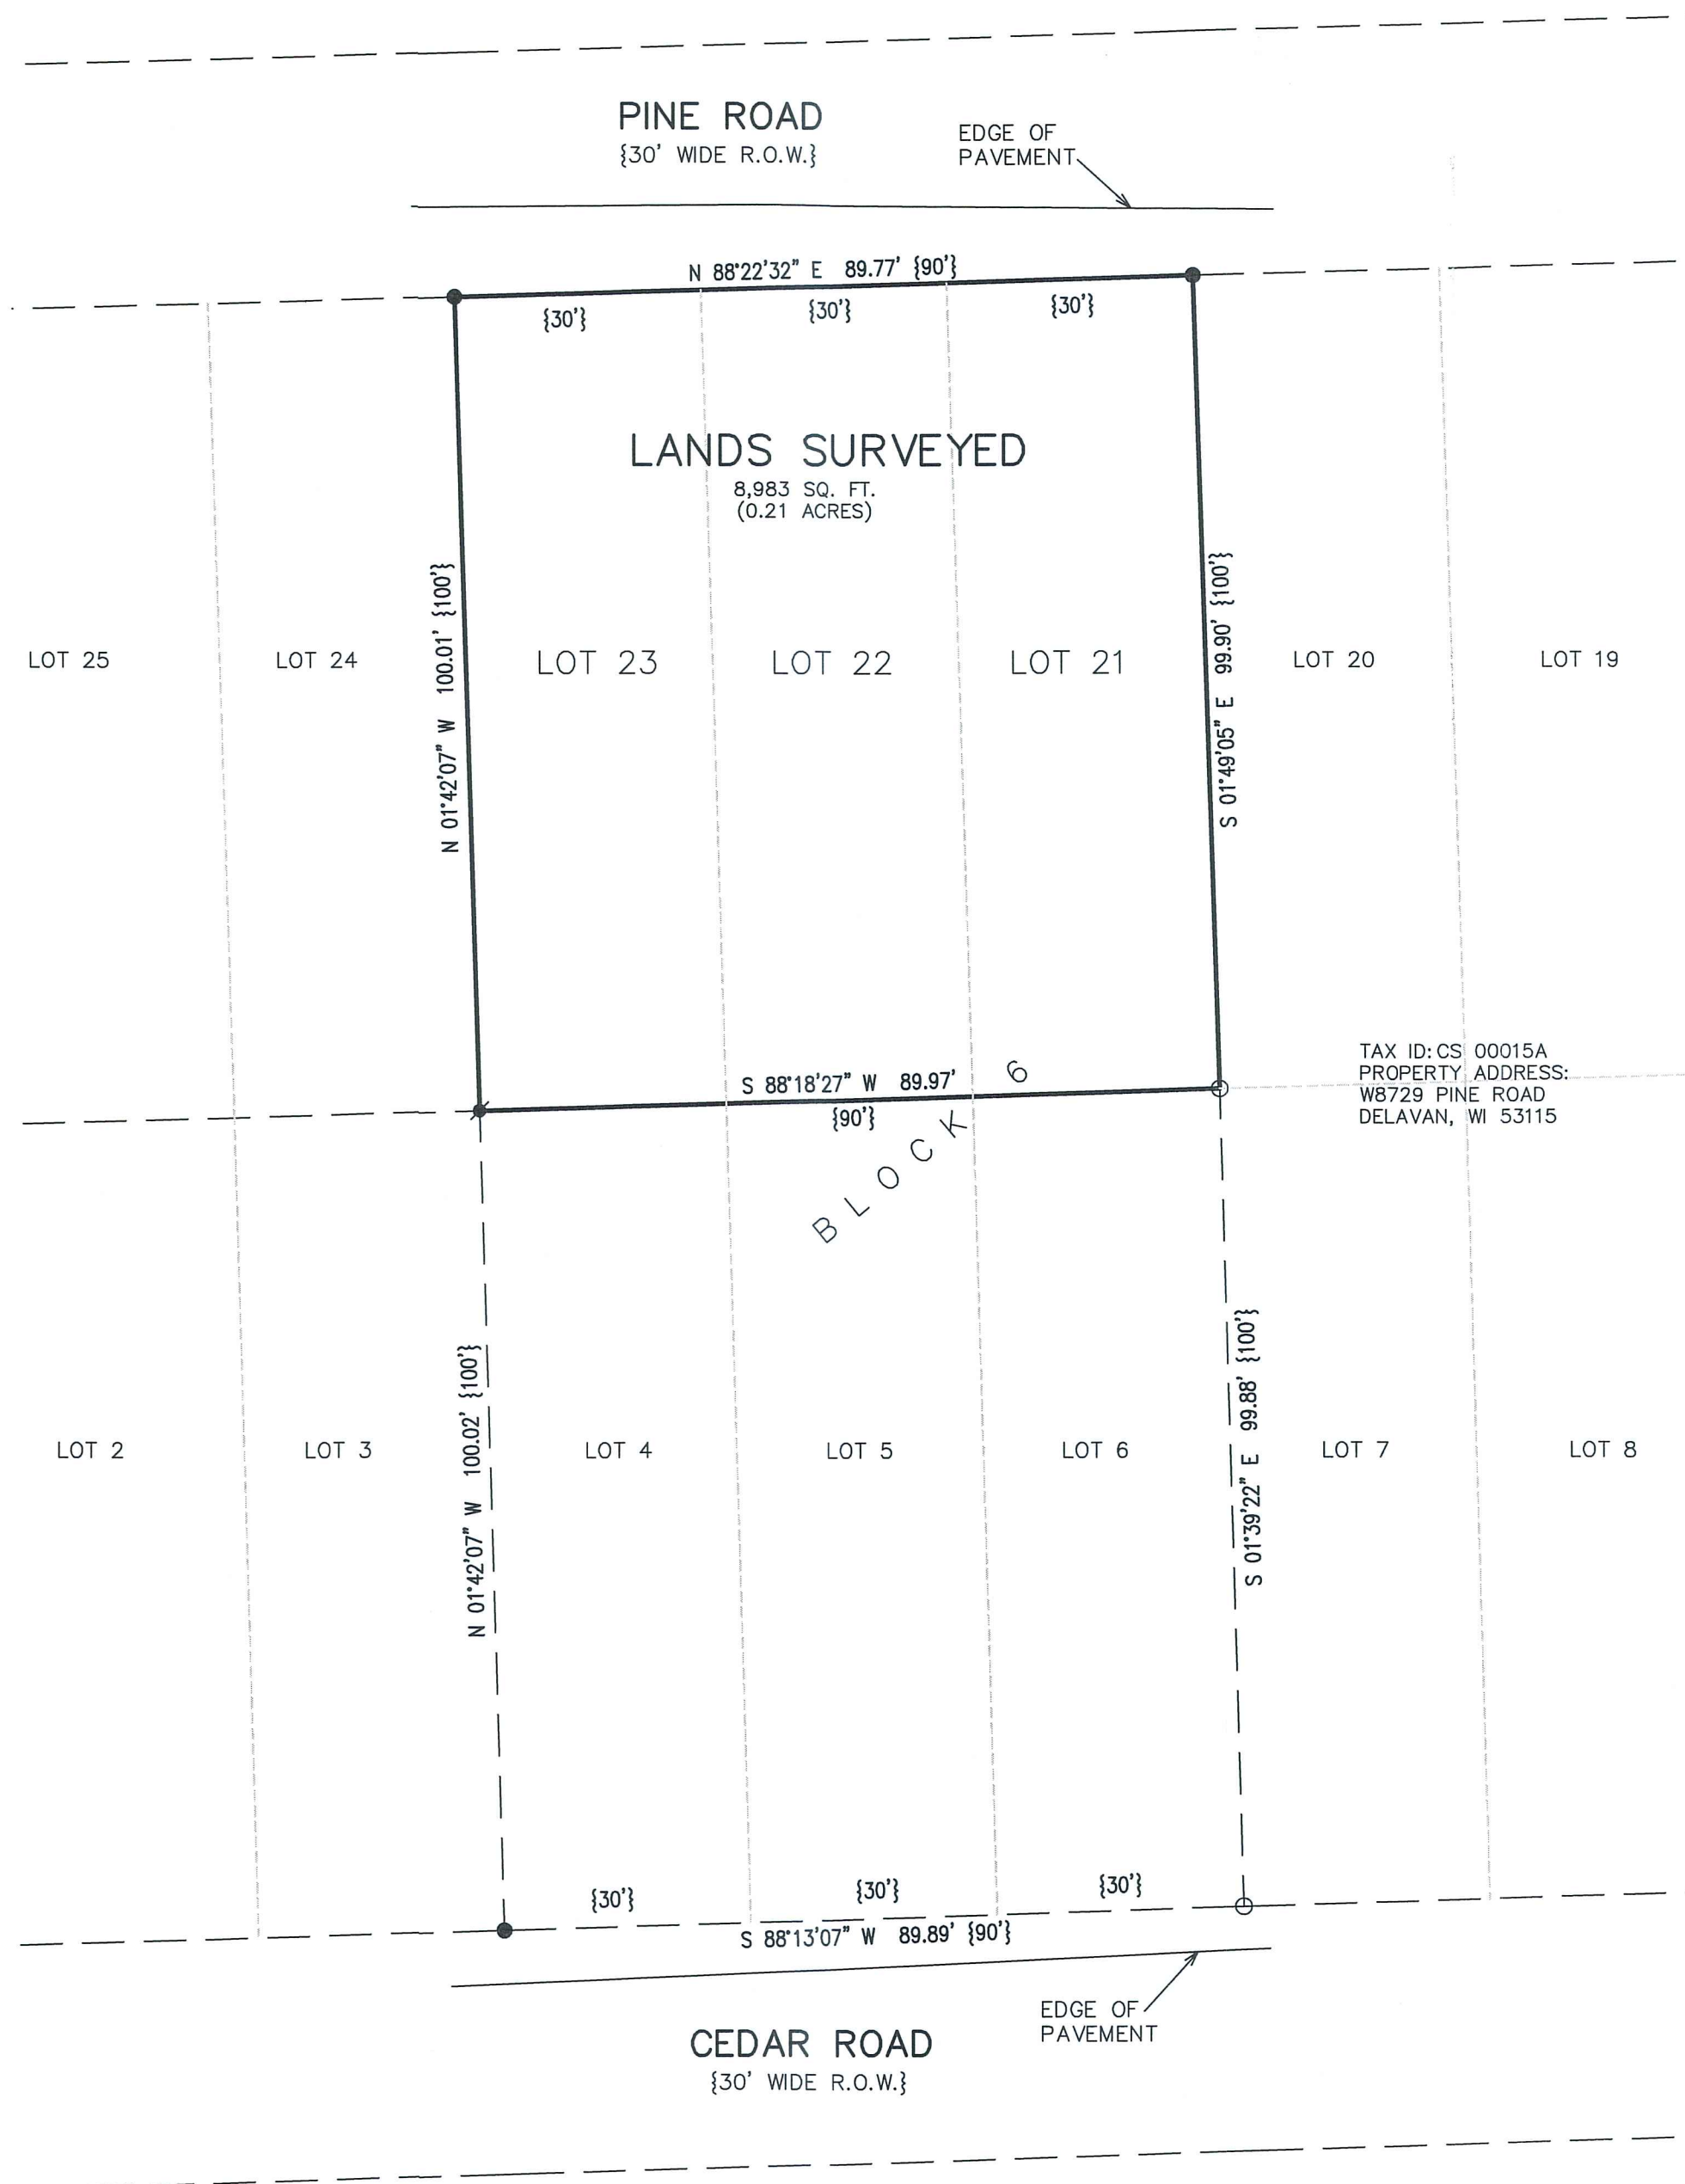 PINE ROAD
{30' WIDE R.O.W.}
EDGE OF
PAVEMENT
N 88°22'32" E 89.77' {90'}
{30'}
{30'}
{30'}
LANDS SURVEYED
8,983 SQ. FT.
(0.21 ACRES)
N 01°42'07" W 100.01' {100'}
S 01°49'05" E 99.90' {100'}
LOT 25
LOT 24
LOT 23
LOT 22
LOT 21
LOT 20
LOT 19
S 88°18'27" W 89.97'
{90'}
BLOCK 6
TAX ID: CS 00015A
PROPERTY ADDRESS:
W8729 PINE ROAD
DELAVAN, WI 53115
N 01°42'07" W 100.02' {100'}
S 01°39'22" E 99.88' {100'}
LOT 2
LOT 3
LOT 4
LOT 5
LOT 6
LOT 7
LOT 8
{30'}
{30'}
{30'}
S 88°13'07" W 89.89' {90'}
EDGE OF
PAVEMENT
CEDAR ROAD
{30' WIDE R.O.W.}